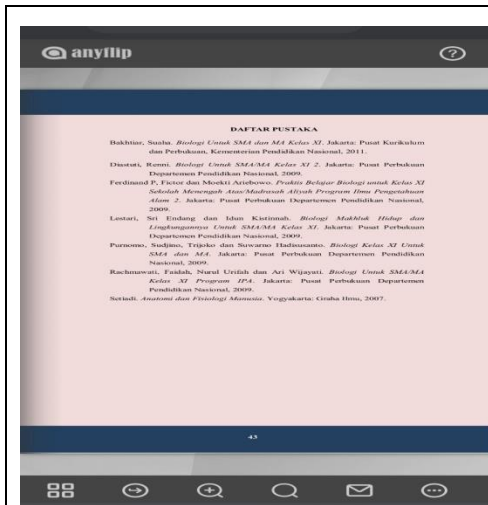 anyflip
DAFTAR PUSTAKA
Bakhtiar, Suaha. Biologi Untuk SMA dan MA Kelas XI. Jakarta: Pusat Kurikulum
dan Perbukuan, Kementerian Pendidikan Nasional, 2011.
Diastuti, Renni. Biologi Untuk SMA/MA Kelas XI 2. Jakarta: Pusat Perbukuan
Departemen Pendidikan Nasional, 2009.
Ferdinand P, Fictor dan Moekti Ariebowo. Praktis Belajar Biologi untuk Kelas XI
Sekolah Menengah Atas/Madrasah Aliyah Program Ilmu Pengetahuan
Alam 2. Jakarta: Pusat Perbukuan Departemen Pendidikan Nasional,
2009.
Lestari, Sri Endang dan Idun Kistinnah. Biologi Makhluk Hidup dan
Lingkungannya Untuk SMA/MA Kelas XI. Jakarta: Pusat Perbukuan
Departemen Pendidikan Nasional, 2009.
Purnomo, Sudjino, Trijoko dan Suwarno Hadisusanto. Biologi Kelas XI Untuk
SMA dan MA. Jakarta: Pusat Perbukuan Departemen Pendidikan
Nasional, 2009.
Rachmawati, Faidah, Nurul Urifah dan Ari Wijayati. Biologi Untuk SMA/MA
Kelas XI Program IPA. Jakarta: Pusat Perbukuan Departemen
Pendidikan Nasional, 2009.
Setiadi. Anatomi dan Fisiologi Manusia. Yogyakarta: Graha Ilmu, 2007.
43